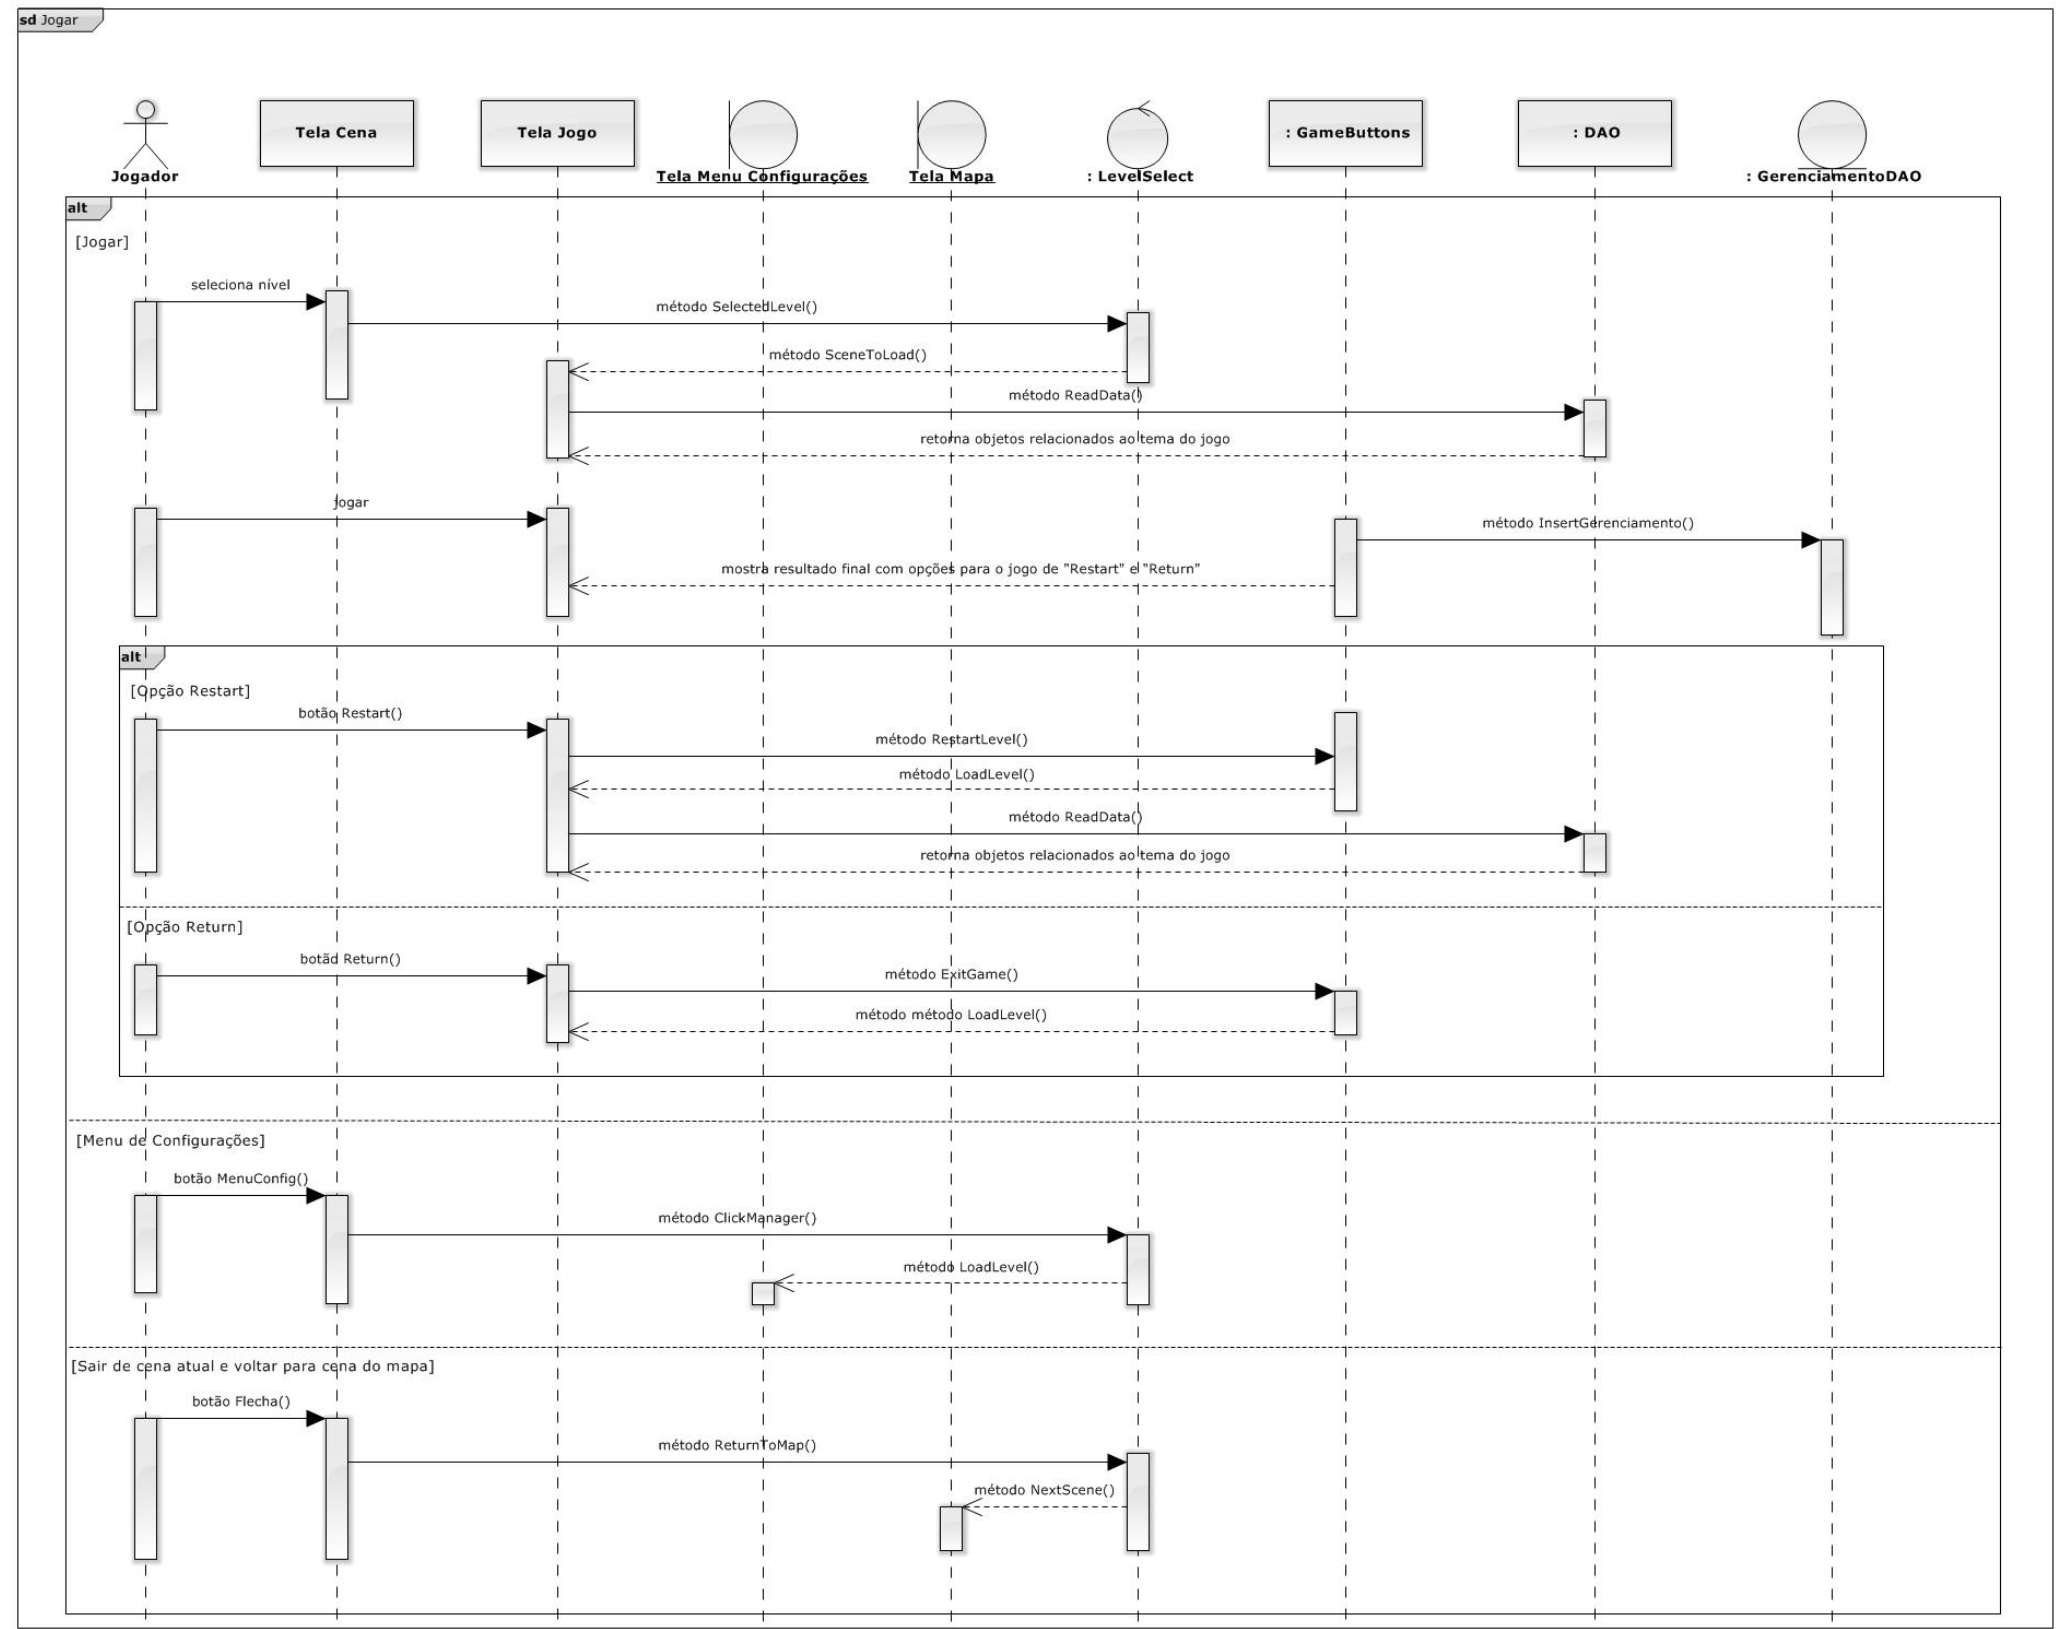 sd Jogar
Tela Cena
Tela Jogo
: GameButtons
: DAO
Jogador
Tela Menu Configurações
Tela Mapa
: LevelSelect
: GerenciamentoDAO
alt
[Jogar]
seleciona nível
método SelectedLevel()
método SceneToLoad()
método ReadData()
retorna objetos relacionados ao tema do jogo
jogar
método InsertGerenciamento()
mostra resultado final com opções para o jogo de "Restart" e "Return"
alt
[Opção Restart]
botão Restart()
método RestartLevel()
método LoadLevel()
método ReadData()
retorna objetos relacionados ao tema do jogo
[Opção Return]
botãd Return()
método ExitGame()
método método LoadLevel()
[Menu de Configurações]
botão MenuConfig()
método ClickManager()
método LoadLevel()
[Sair de cena atual e voltar para cena do mapa]
botão Flecha()
método ReturnToMap()
método NextScene()